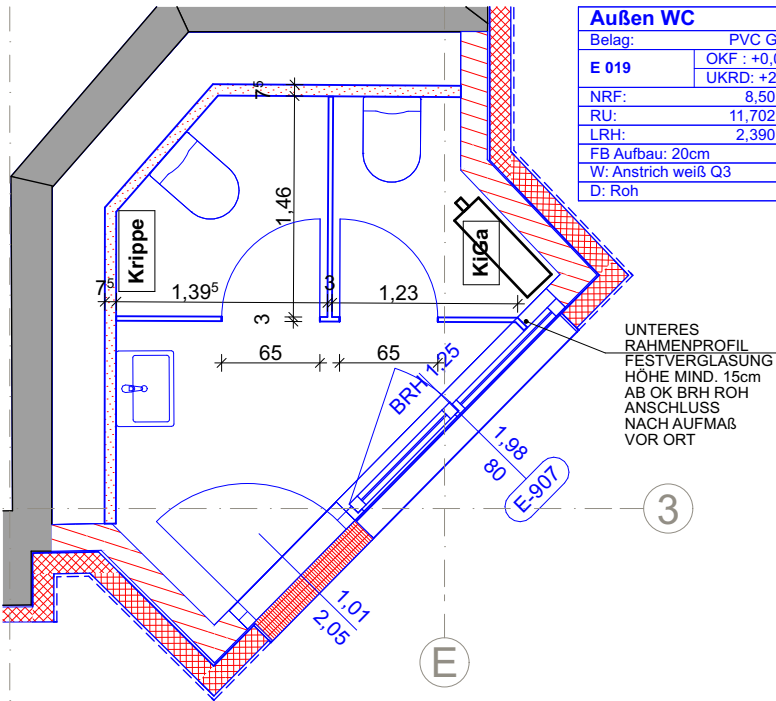 Außen WC
Belag: PVC G
E 019
OKF : +0,0
UKRD: +2
NRF: 8,50
RU: 11,702
LRH: 2,390
FB Aufbau: 20cm
W: Anstrich weiß Q3
D: Roh
7⁵
1,46
Krippe
KiGa
7⁵
1,39⁵
3
1,23
3
65
65
BRH 1.25
UNTERES
RAHMENPROFIL
FESTVERGLASUNG
HÖHE MIND. 15cm
AB OK BRH ROH
ANSCHLUSS
NACH AUFMAß
VOR ORT
1,98
80
E-907
3
1,01
2,05
E